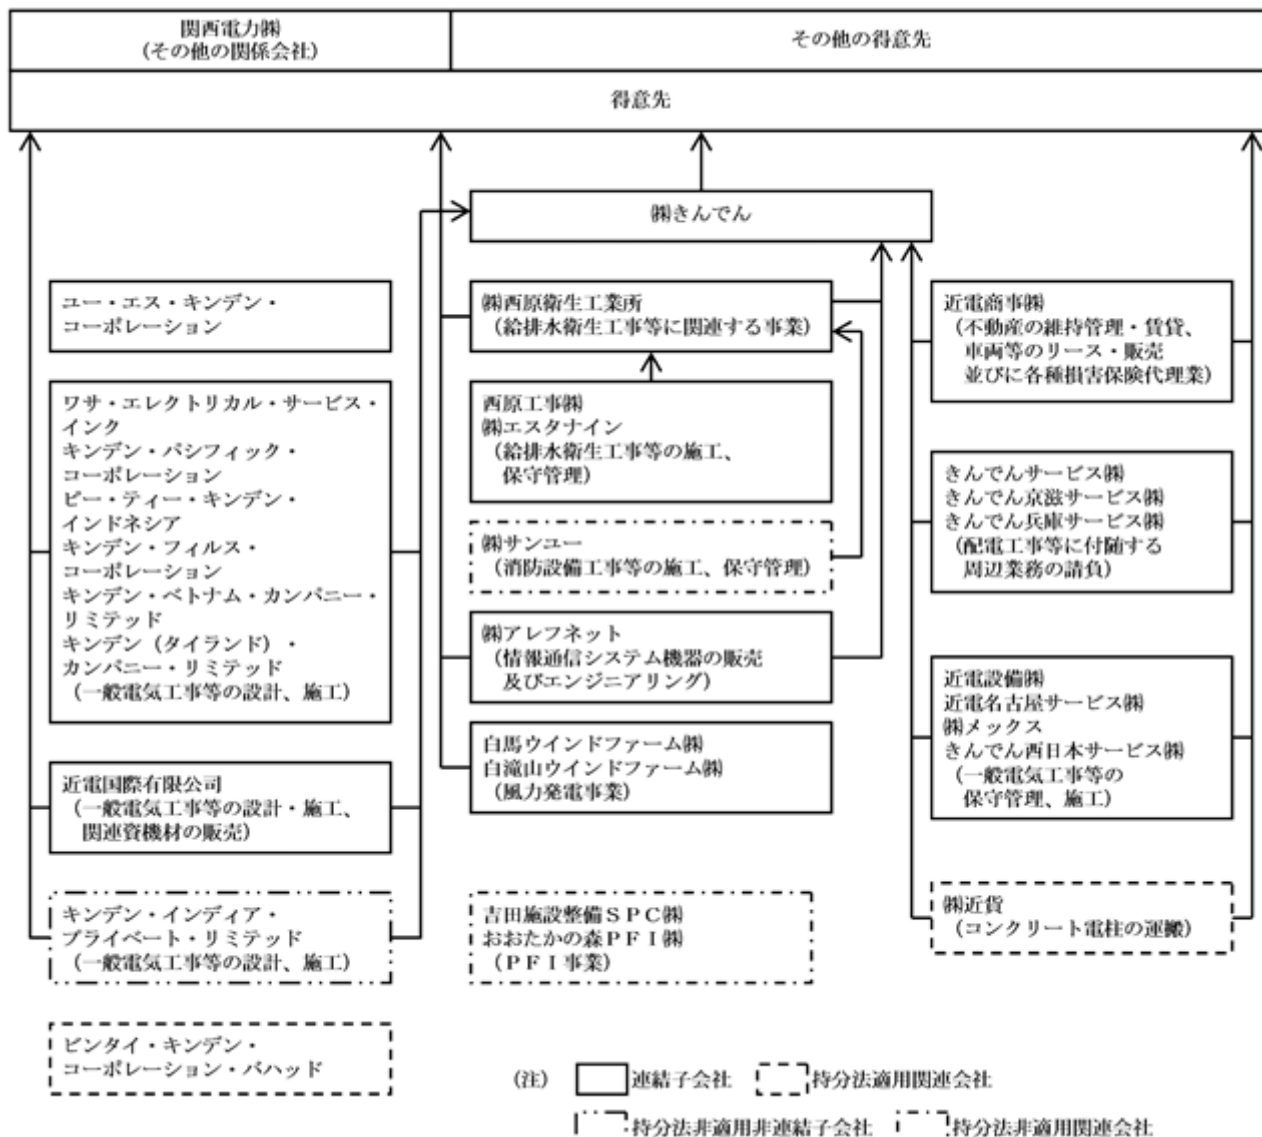 関西電力㈱
(その他の関係会社)
その他の得意先
得意先
㈱きんでん
ユー・エス・キンデン・
コーポレーション
ワサ・エレクトリカル・サービス・
インク
キンデン・パシフィック・
コーポレーション
ピー・ティー・キンデン・
インドネシア
キンデン・フィルス・
コーポレーション
キンデン・ベトナム・カンパニー・
リミテッド
キンデン（タイランド）・
カンパニー・リミテッド
（一般電気工事等の設計、施工）
近電国際有限公司
（一般電気工事等の設計・施工、
関連資機材の販売）
キンデン・インディア・
プライベート・リミテッド
（一般電気工事等の設計、施工）
ビンタイ・キンデン・
コーポレーション・バハッド
㈱西原衛生工業所
（給排水衛生工事等に関連する事業）
西原工事㈱
㈱エスタナイン
（給排水衛生工事等の施工、
保守管理）
㈱サンユー
（消防設備工事等の施工、保守管理）
㈱アレフネット
（情報通信システム機器の販売
及びエンジニアリング）
白馬ウインドファーム㈱
白滝山ウインドファーム㈱
（風力発電事業）
吉田施設整備ＳＰＣ㈱
おおたかの森ＰＦＩ㈱
（ＰＦＩ事業）
近電商事㈱
（不動産の維持管理・賃貸、
車両等のリース・販売
並びに各種損害保険代理業）
きんでんサービス㈱
きんでん京滋サービス㈱
きんでん兵庫サービス㈱
（配電工事等に付随する
周辺業務の請負）
近電設備㈱
近電名古屋サービス㈱
㈱メックス
きんでん西日本サービス㈱
（一般電気工事等の
保守管理、施工）
㈱近貨
（コンクリート電柱の運搬）
(注) 連結子会社 持分法適用関連会社
持分法非適用非連結子会社 持分法非適用関連会社